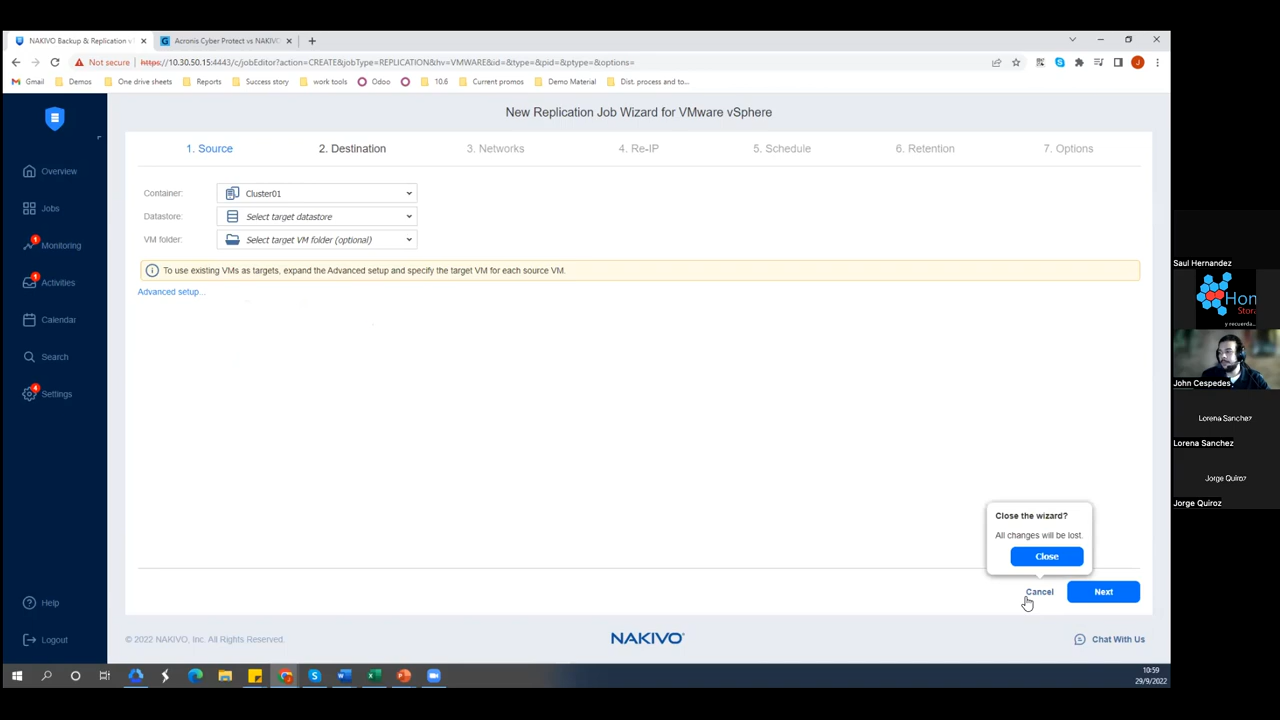 NAKIVO Backup & Replication v
Acronis Cyber Protect vs NAKIVO
Not secure
https://10.30.50.15:4443/c/jobEditor?action=CREATE&jobType=REPLICATION&hv=VMWARE&id=&type=&pid=&ptype=&options=
Gmail
Demos
One drive sheets
Reports
Success story
work tools
Odoo
10.6
Current promos
Demo Material
Dist. process and to...
Overview
Jobs
1
Monitoring
1
Activities
Calendar
Search
4
Settings
Help
Logout
New Replication Job Wizard for VMware vSphere
1. Source
2. Destination
3. Networks
4. Re-IP
5. Schedule
6. Retention
7. Options
Container:
Cluster01
Datastore:
Select target datastore
VM folder:
Select target VM folder (optional)
To use existing VMs as targets, expand the Advanced setup and specify the target VM for each source VM.
Advanced setup...
Close the wizard?
All changes will be lost.
Close
Cancel
Next
© 2022 NAKIVO, Inc. All Rights Reserved.
NAKIVO®
Chat With Us
10:59
29/9/2022
Saul Hernandez
Hon
Stora
y recuerda...
John Cespedes
Lorena Sanchez
Lorena Sanchez
Jorge Quiroz
Jorge Quiroz